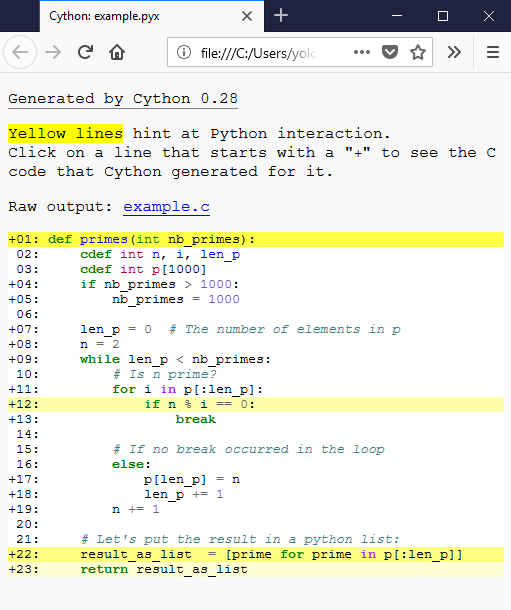 Cython: example.pyx
file:///C:/Users/yolo
Generated by Cython 0.28
Yellow lines hint at Python interaction.
Click on a line that starts with a "+" to see the C
code that Cython generated for it.
Raw output: example.c
+01: def primes(int nb_primes):
 02:     cdef int n, i, len_p
 03:     cdef int p[1000]
+04:     if nb_primes > 1000:
+05:         nb_primes = 1000
 06:
+07:     len_p = 0  # The number of elements in p
+08:     n = 2
+09:     while len_p < nb_primes:
 10:         # Is n prime?
+11:         for i in p[:len_p]:
+12:             if n % i == 0:
+13:                 break
 14:
 15:         # If no break occurred in the loop
 16:         else:
+17:             p[len_p] = n
+18:             len_p += 1
+19:         n += 1
 20:
 21:     # Let's put the result in a python list:
+22:     result_as_list  = [prime for prime in p[:len_p]]
+23:     return result_as_list